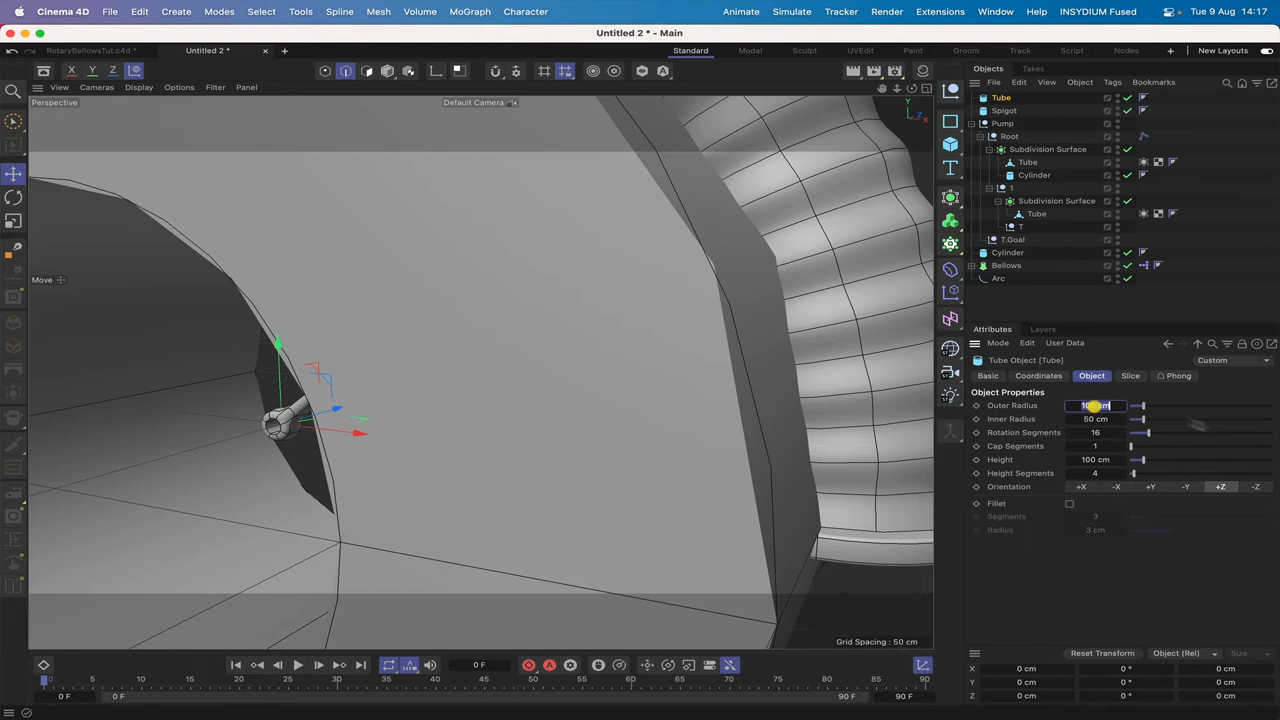 Cinema 4D File Edit Create Modes Select Tools Spline Mesh Volume MoGraph Character Animate Simulate Tracker Render Extensions Window Help INSYDIUM Fused Tue 9 Aug 14:17
Untitled 2 * - Main
RotaryBellowsTut.c4d * Untitled 2 * Standard Model Sculpt UVEdit Paint Groom Track Script Nodes New Layouts
X Y Z
Objects Takes
View Cameras Display Options Filter Panel
File Edit View Object Tags Bookmarks
Perspective Default Camera
Tube
Spigot
Pump
Root
Subdivision Surface
Tube
Cylinder
1
Subdivision Surface
Tube
T
T.Goal
Cylinder
Bellows
Arc
Y Z X
Move
Attributes Layers
Mode Edit User Data
Tube Object [Tube] Custom
Basic Coordinates Object Slice Phong
Object Properties
Outer Radius 100 cm
Inner Radius 50 cm
Rotation Segments 16
Cap Segments 1
Height 100 cm
Height Segments 4
Orientation +X -X +Y -Y +Z -Z
Fillet
Segments 3
Radius 3 cm
Grid Spacing : 50 cm
Reset Transform Object (Rel) Size
0 F
X 0 cm 0 ° 0 cm
Y 0 cm 0 ° 0 cm
Z 0 cm 0 ° 0 cm
0 5 10 15 20 25 30 35 40 45 50 55 60 65 70 75 80 85 90
0 F 0 F 90 F 90 F